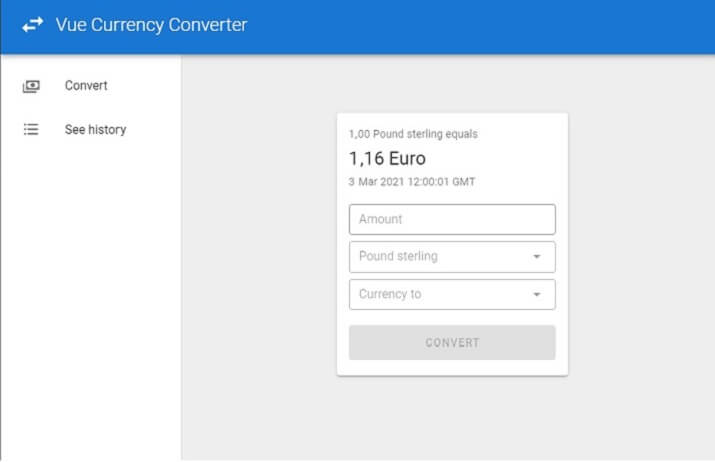 Vue Currency Converter
Convert
See history
1,00 Pound sterling equals
1,16 Euro
3 Mar 2021 12:00:01 GMT
Amount
Pound sterling
Currency to
CONVERT